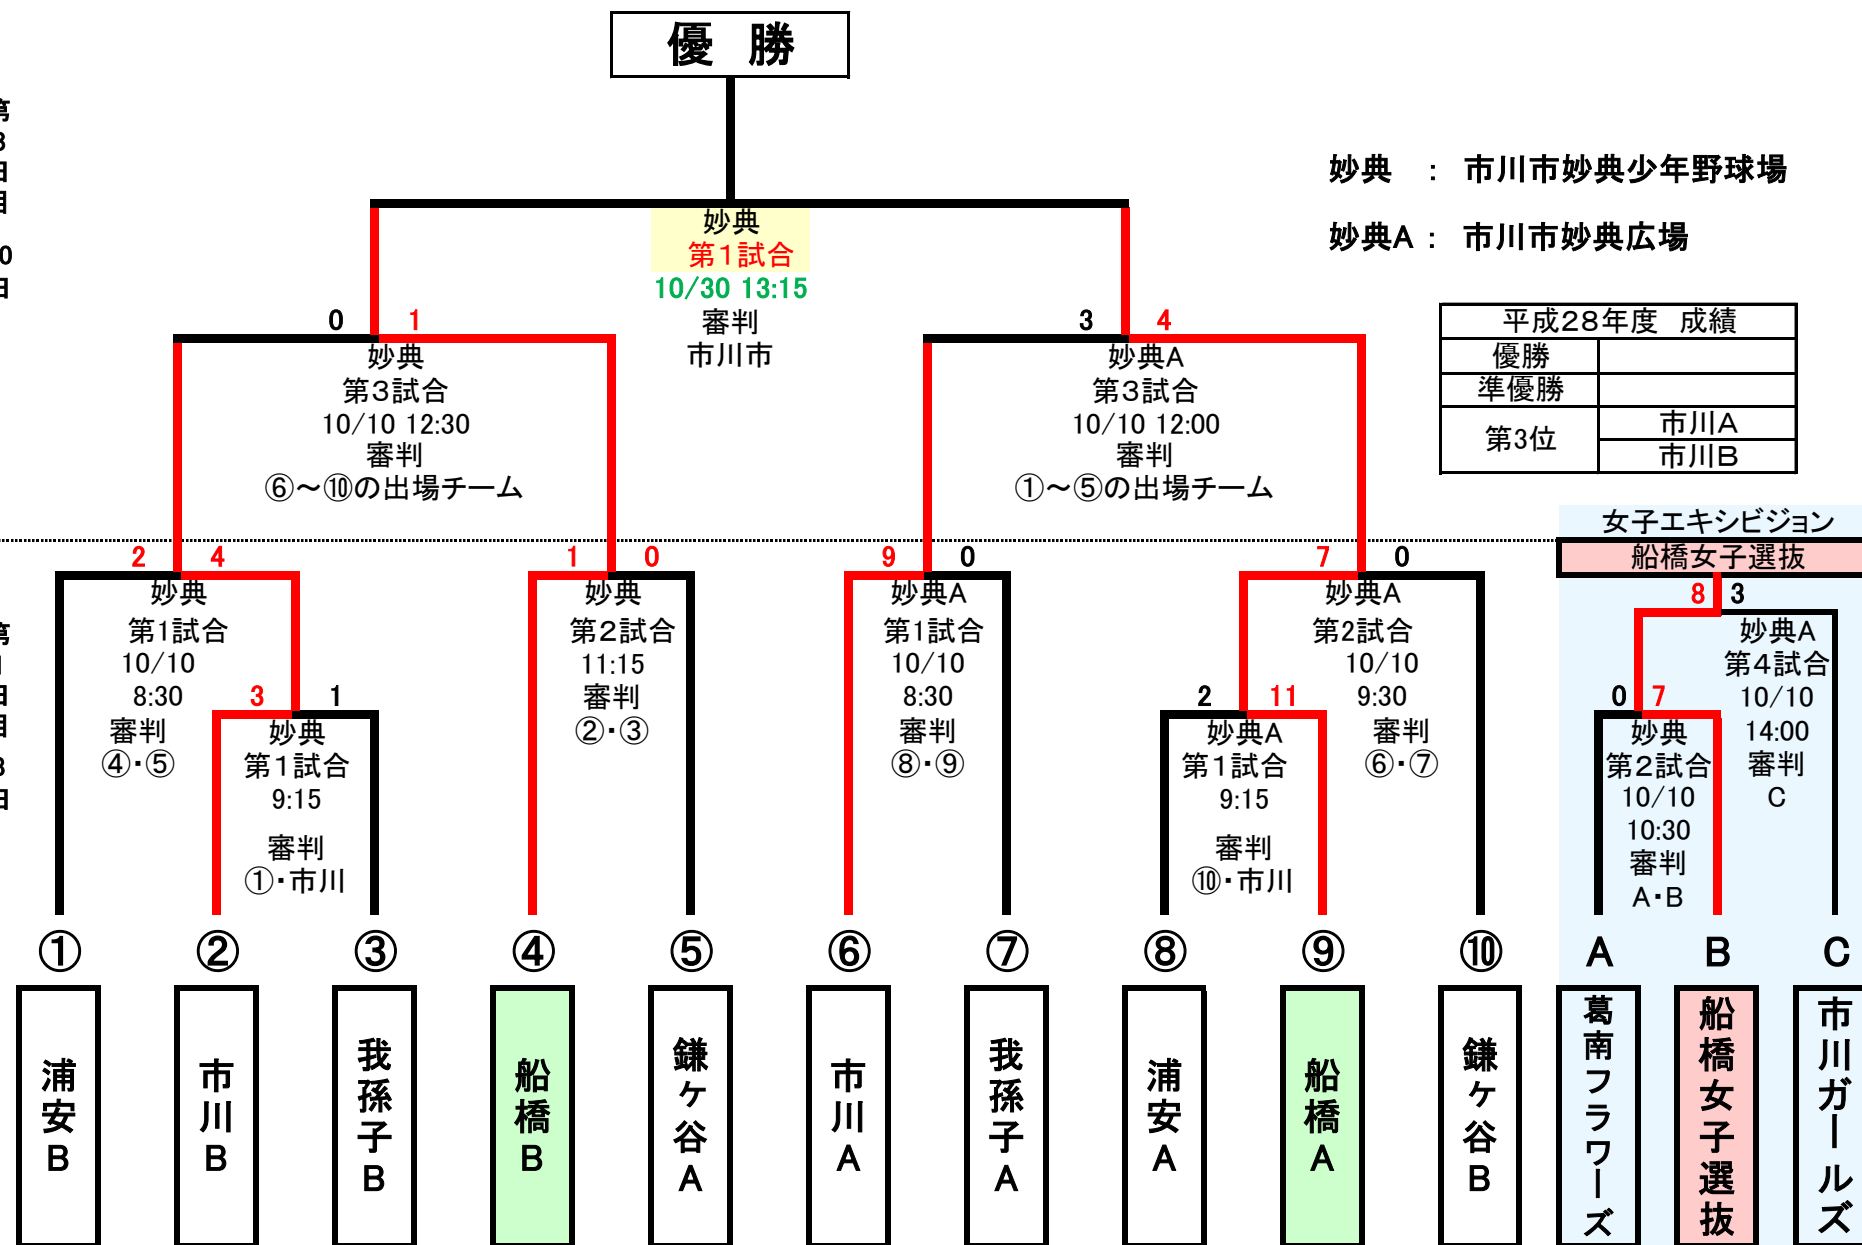 優 勝
妙典 : 市川市妙典少年野球場
妙典A : 市川市妙典広場
妙典
第1試合
10/30 13:15
審判
市川市
平成28年度 成績
優勝
準優勝
第3位
市川A
市川B
0 1
妙典
第3試合
10/10 12:30
審判
⑥～⑩の出場チーム
3 4
妙典A
第3試合
10/10 12:00
審判
①～⑤の出場チーム
女子エキシビジョン
船橋女子選抜
2 4
妙典
第1試合
10/10
8:30
審判
④・⑤
3 1
妙典
第1試合
9:15
審判
①・市川
1 0
妙典
第2試合
11:15
審判
②・③
9 0
妙典A
第1試合
10/10
8:30
審判
⑧・⑨
7 0
妙典A
第2試合
10/10
9:30
審判
⑥・⑦
2 11
妙典A
第1試合
9:15
審判
⑩・市川
8 3
妙典A
第4試合
10/10
14:00
審判
C
0 7
妙典
第2試合
10/10
10:30
審判
A・B
① ② ③ ④ ⑤ ⑥ ⑦ ⑧ ⑨ ⑩ A B C
浦安B
市川B
我孫子B
船橋B
鎌ヶ谷A
市川A
我孫子A
浦安A
船橋A
鎌ヶ谷B
葛南フラワーズ
船橋女子選抜
市川ガールズ